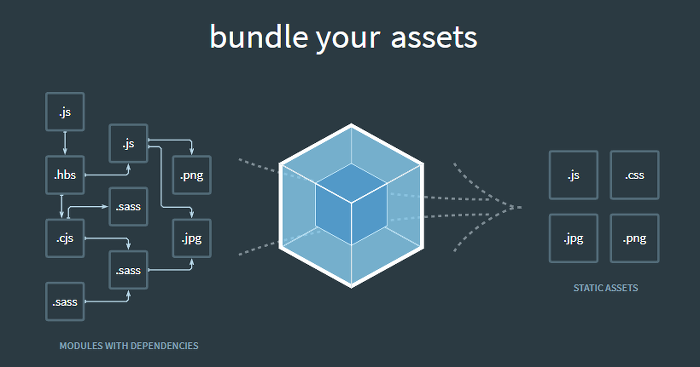 bundle your assets
.js
.js
.hbs
.png
.sass
.cjs
.jpg
.sass
.sass
MODULES WITH DEPENDENCIES
.js
.css
.jpg
.png
STATIC ASSETS